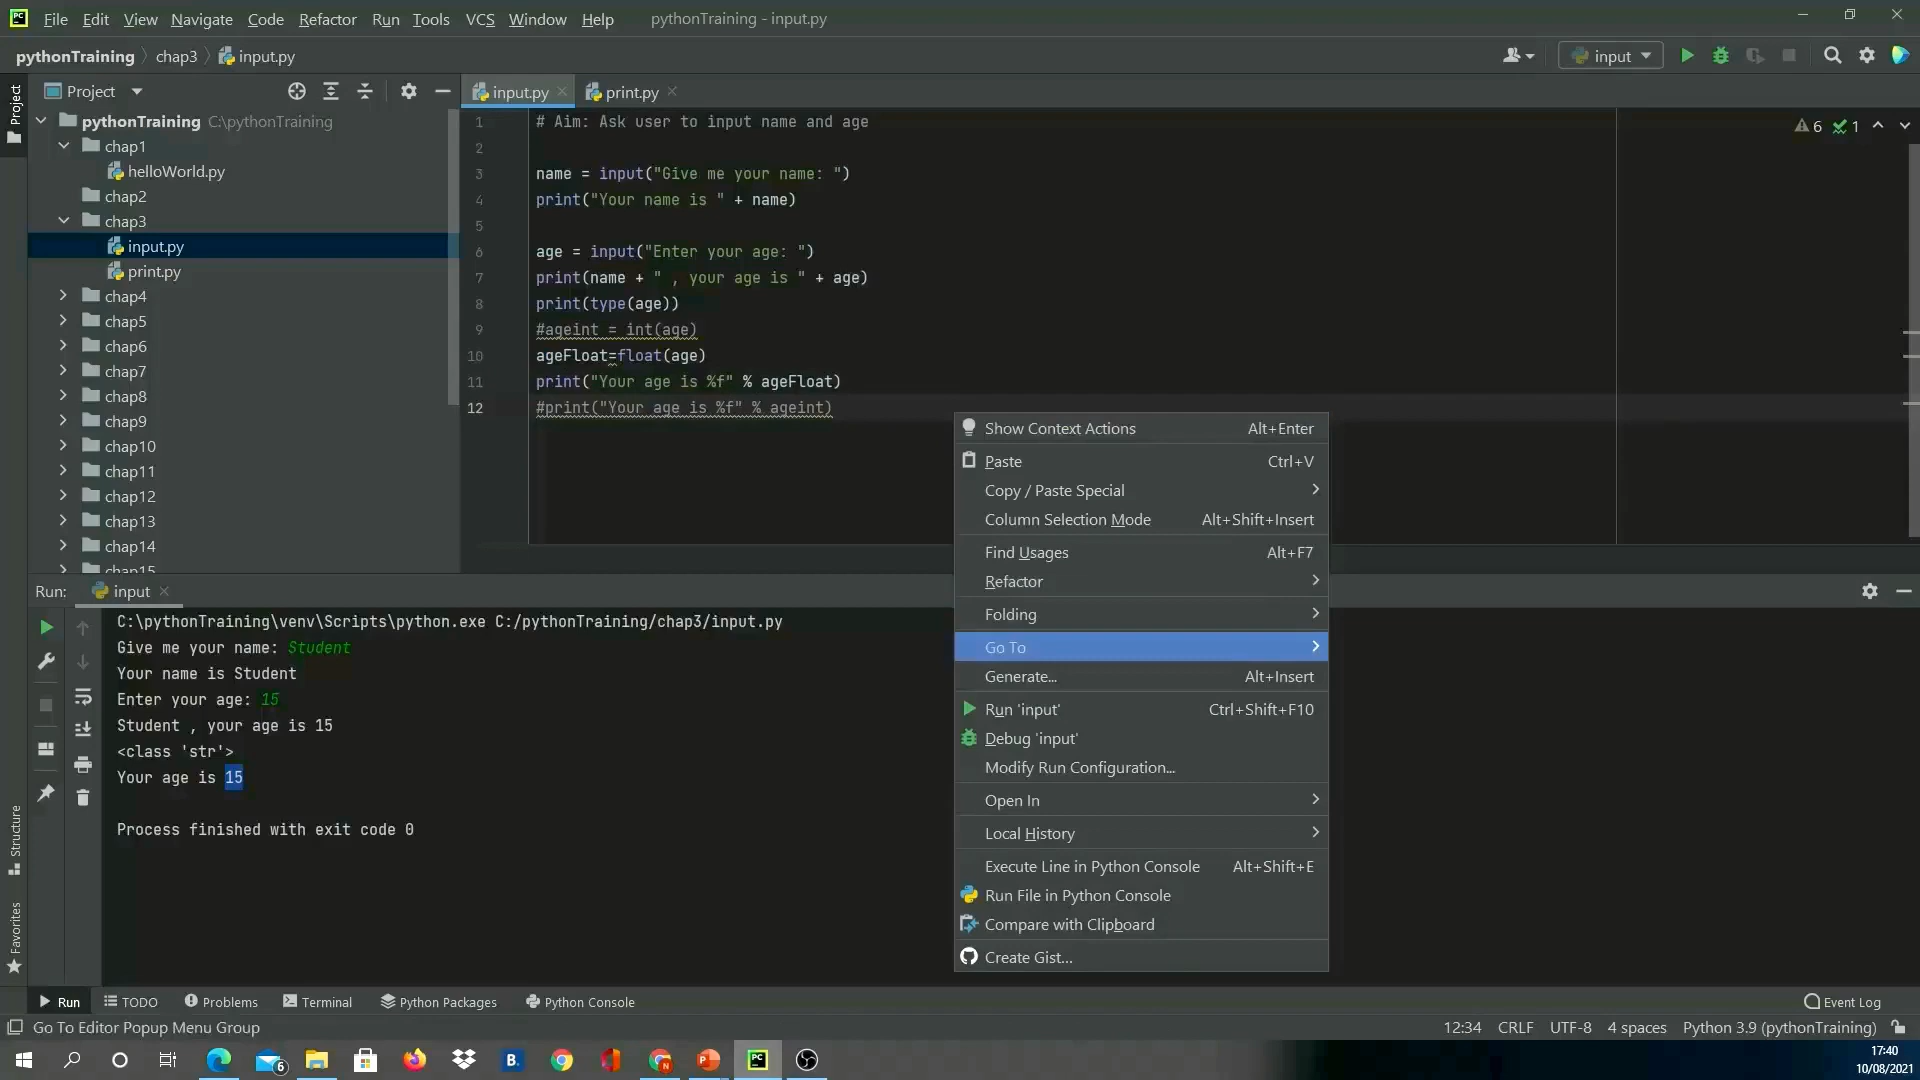 File Edit View Navigate Code Refactor Run Tools VCS Window Help pythonTraining - input.py
pythonTraining chap3 input.py input
Project
Project
pythonTraining C:\pythonTraining
chap1
helloWorld.py
chap2
chap3
input.py
print.py
chap4
chap5
chap6
chap7
chap8
chap9
chap10
chap11
chap12
chap13
chap14
chap15
input.py print.py
6 1
1 # Aim: Ask user to input name and age
2
3 name = input("Give me your name: ")
4 print("Your name is " + name)
5
6 age = input("Enter your age: ")
7 print(name + " , your age is " + age)
8 print(type(age))
9 #ageint = int(age)
10 ageFloat=float(age)
11 print("Your age is %f" % ageFloat)
12 #print("Your age is %f" % ageint)
Show Context Actions Alt+Enter
Paste Ctrl+V
Copy / Paste Special
Column Selection Mode Alt+Shift+Insert
Find Usages Alt+F7
Refactor
Folding
Go To
Generate... Alt+Insert
Run 'input' Ctrl+Shift+F10
Debug 'input'
Modify Run Configuration...
Open In
Local History
Execute Line in Python Console Alt+Shift+E
Run File in Python Console
Compare with Clipboard
Create Gist...
Run: input
C:\pythonTraining\venv\Scripts\python.exe C:/pythonTraining/chap3/input.py
Give me your name: Student
Your name is Student
Enter your age: 15
Student , your age is 15
<class 'str'>
Your age is 15
Process finished with exit code 0
Structure
Favorites
Run TODO Problems Terminal Python Packages Python Console Event Log
Go To Editor Popup Menu Group 12:34 CRLF UTF-8 4 spaces Python 3.9 (pythonTraining)
6 B. N P PC
17:40
10/08/2021